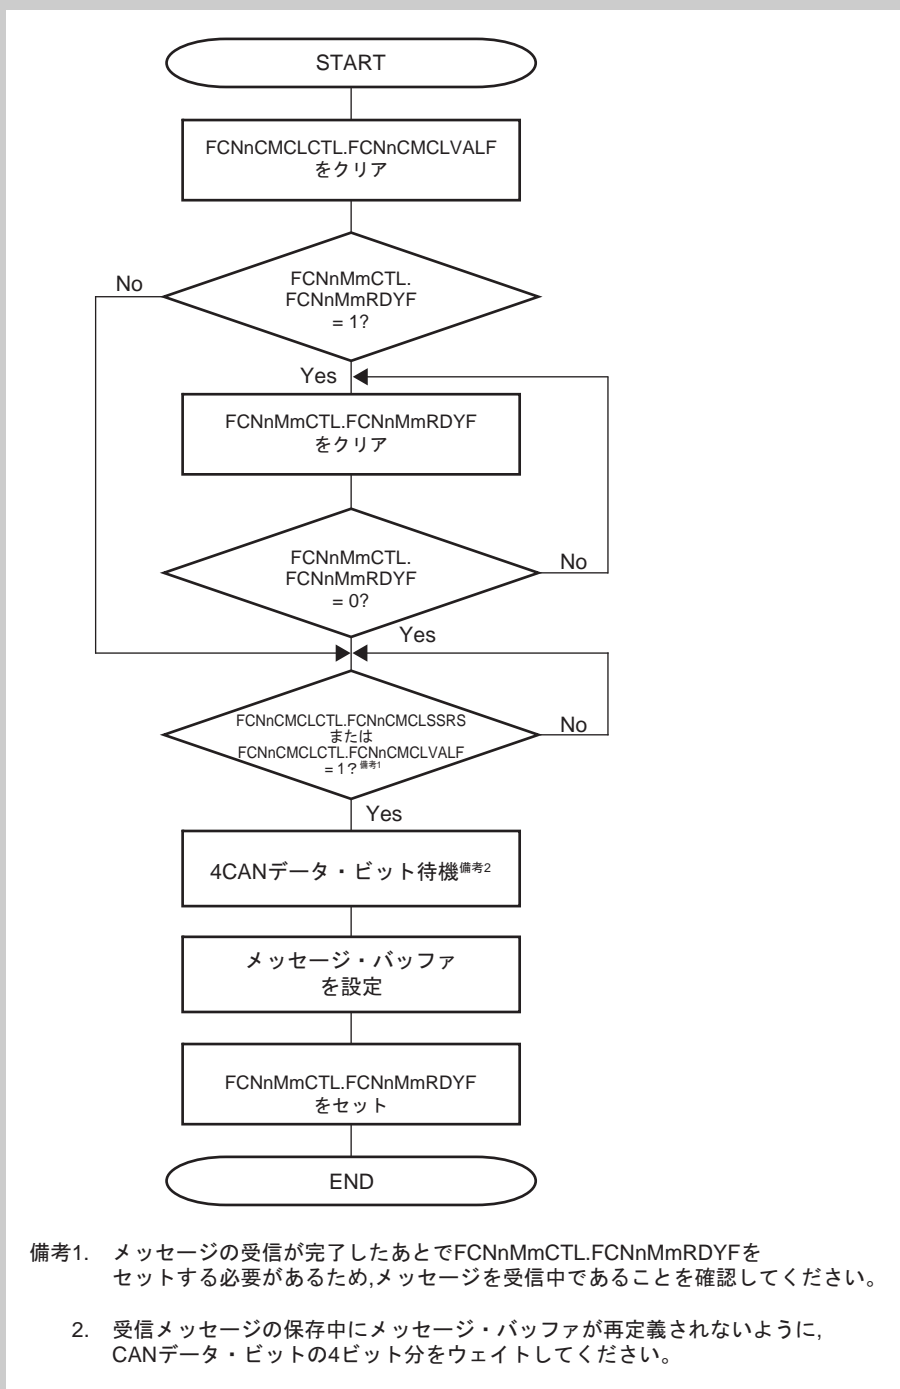 START
FCNnCMCLCTL.FCNnCMCLVALF
をクリア
No
FCNnMmCTL.
FCNnMmRDYF
= 1?
Yes
FCNnMmCTL.FCNnMmRDYF
をクリア
FCNnMmCTL.
FCNnMmRDYF
= 0?
No
Yes
FCNnCMCLCTL.FCNnCMCLSSRS
または
FCNnCMCLCTL.FCNnCMCLVALF
= 1？備考1
No
Yes
4CANデータ・ビット待機備考2
メッセージ・バッファ
を設定
FCNnMmCTL.FCNnMmRDYF
をセット
END
備考1. メッセージの受信が完了したあとでFCNnMmCTL.FCNnMmRDYFを
セットする必要があるため,メッセージを受信中であることを確認してください。
2. 受信メッセージの保存中にメッセージ・バッファが再定義されないように,
CANデータ・ビットの4ビット分をウェイトしてください。